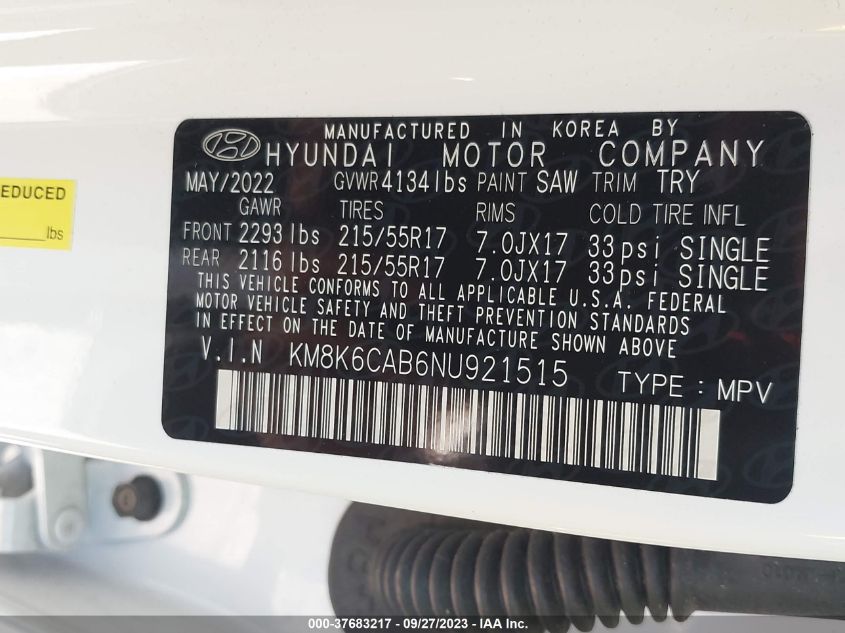 MANUFACTURED IN KOREA BY
HYUNDAI MOTOR COMPANY
MAY/2022 GVWR 4134lbs PAINT SAW TRIM TRY
GAWR TIRES RIMS COLD TIRE INFL
FRONT 2293 lbs 215/55R17 7.0JX17 33psi SINGLE
REAR 2116 lbs 215/55R17 7.0JX17 33psi SINGLE
THIS VEHICLE CONFORMS TO ALL APPLICABLE U.S.A. FEDERAL
MOTOR VEHICLE SAFETY AND THEFT PREVENTION STANDARDS
IN EFFECT ON THE DATE OF MANUFACTURE SHOWN ABOVE
V.I.N KM8K6CAB6NU921515 TYPE : MPV
EDUCED
lbs
000-37683217 - 09/27/2023 - IAA Inc.